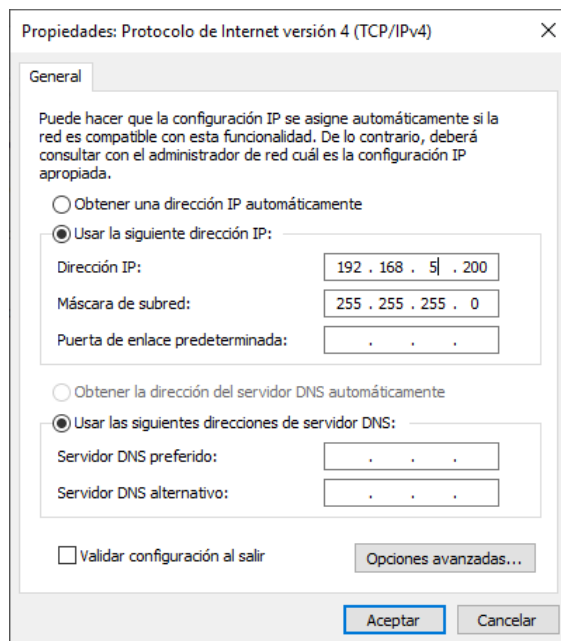 Propiedades: Protocolo de Internet versión 4 (TCP/IPv4)
General
Puede hacer que la configuración IP se asigne automáticamente si la
red es compatible con esta funcionalidad. De lo contrario, deberá
consultar con el administrador de red cuál es la configuración IP
apropiada.
Obtener una dirección IP automáticamente
Usar la siguiente dirección IP:
Dirección IP: 192 . 168 . 5 . 200
Máscara de subred: 255 . 255 . 255 . 0
Puerta de enlace predeterminada: . . .
Obtener la dirección del servidor DNS automáticamente
Usar las siguientes direcciones de servidor DNS:
Servidor DNS preferido: . . .
Servidor DNS alternativo: . . .
Validar configuración al salir Opciones avanzadas...
Aceptar Cancelar